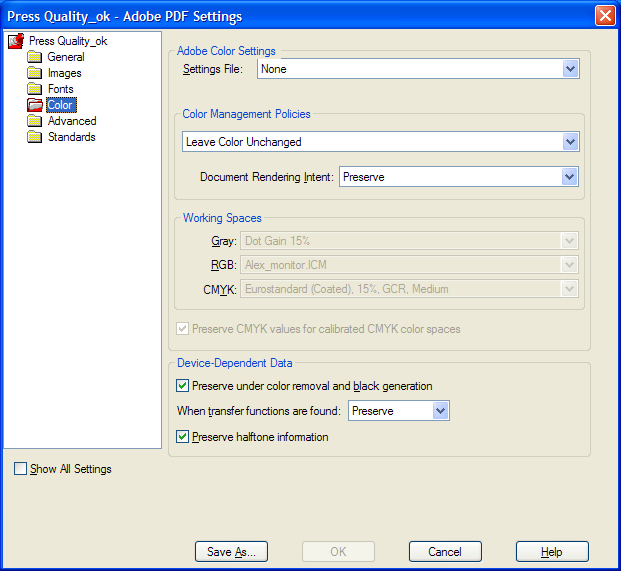 Press Quality_ok - Adobe PDF Settings
Press Quality_ok
General
Images
Fonts
Color
Advanced
Standards
Show All Settings
Adobe Color Settings
Settings File: None
Color Management Policies
Leave Color Unchanged
Document Rendering Intent: Preserve
Working Spaces
Gray: Dot Gain 15%
RGB: Alex_monitor.ICM
CMYK: Eurostandard (Coated), 15%, GCR, Medium
Preserve CMYK values for calibrated CMYK color spaces
Device-Dependent Data
Preserve under color removal and black generation
When transfer functions are found: Preserve
Preserve halftone information
Save As... OK Cancel Help